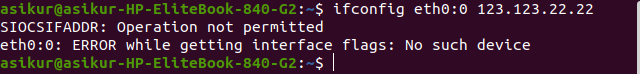 asikur@asikur-HP-EliteBook-840-G2:~$ ifconfig eth0:0 123.123.22.22
SIOCSIFADDR: Operation not permitted
eth0:0: ERROR while getting interface flags: No such device
asikur@asikur-HP-EliteBook-840-G2:~$